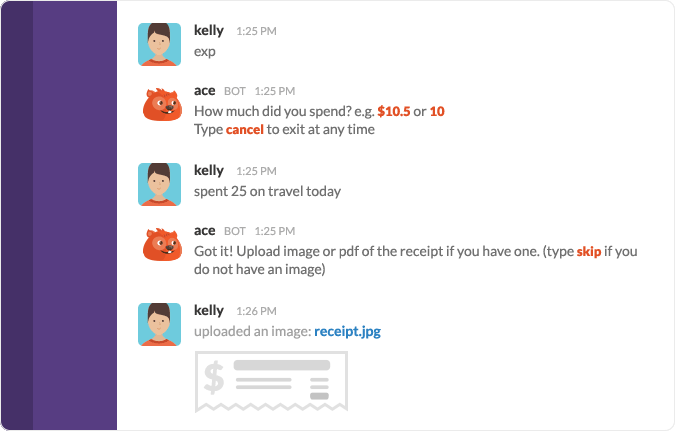 kelly 1:25 PM
exp
ace BOT 1:25 PM
How much did you spend? e.g. $10.5 or 10
Type cancel to exit at any time
kelly 1:25 PM
spent 25 on travel today
ace BOT 1:25 PM
Got it! Upload image or pdf of the receipt if you have one. (type skip if you
do not have an image)
kelly 1:26 PM
uploaded an image: receipt.jpg
$